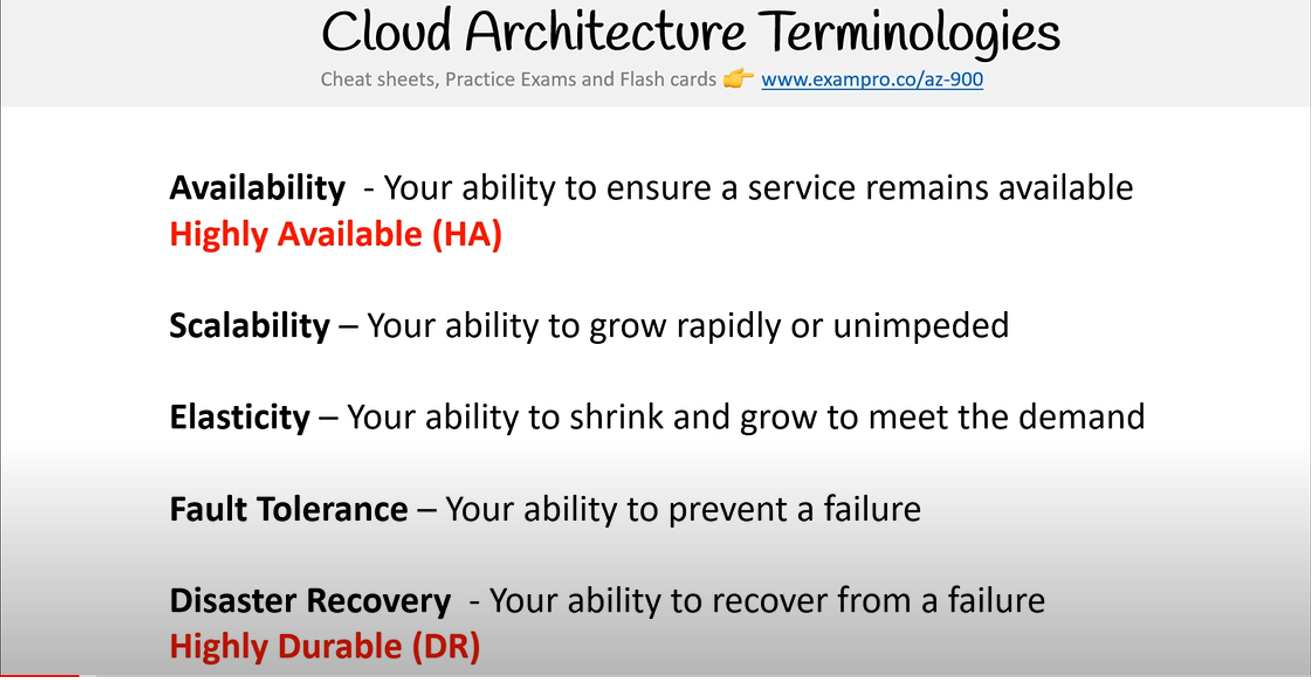 Cloud Architecture Terminologies
Cheat sheets, Practice Exams and Flash cards 👉 www.exampro.co/az-900
Availability - Your ability to ensure a service remains available
Highly Available (HA)
Scalability – Your ability to grow rapidly or unimpeded
Elasticity – Your ability to shrink and grow to meet the demand
Fault Tolerance – Your ability to prevent a failure
Disaster Recovery - Your ability to recover from a failure
Highly Durable (DR)